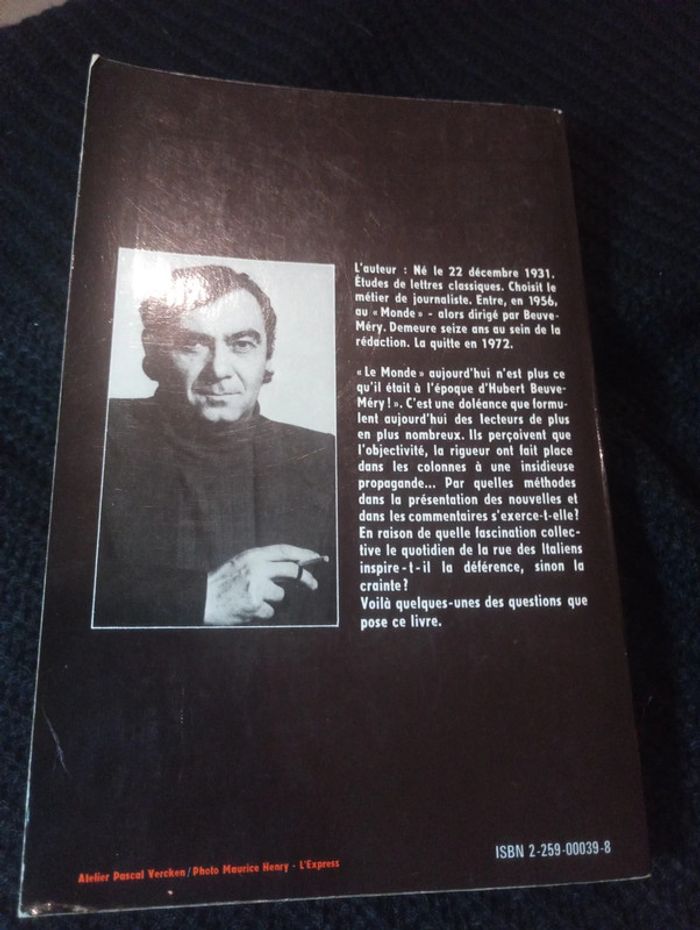 L'auteur : Né le 22 décembre 1931.
Études de lettres classiques. Choisit le
métier de journaliste. Entre, en 1956,
au « Monde » - alors dirigé par Beuve-
Méry. Demeure seize ans au sein de la
rédaction. La quitte en 1972.
« Le Monde » aujourd'hui n'est plus ce
qu'il était à l'époque d'Hubert Beuve-
Méry ! ». C'est une doléance que formu-
lent aujourd'hui des lecteurs de plus
en plus nombreux. Ils perçoivent que
l'objectivité, la rigueur ont fait place
dans les colonnes à une insidieuse
propagande... Par quelles méthodes
dans la présentation des nouvelles et
dans les commentaires s'exerce-t-elle ?
En raison de quelle fascination collec-
tive le quotidien de la rue des Italiens
inspire-t-il la déférence, sinon la
crainte ?
Voilà quelques-unes des questions que
pose ce livre.
ISBN 2-259-00039-8
Atelier Pascal Vercken / Photo Maurice Henry - L'Express